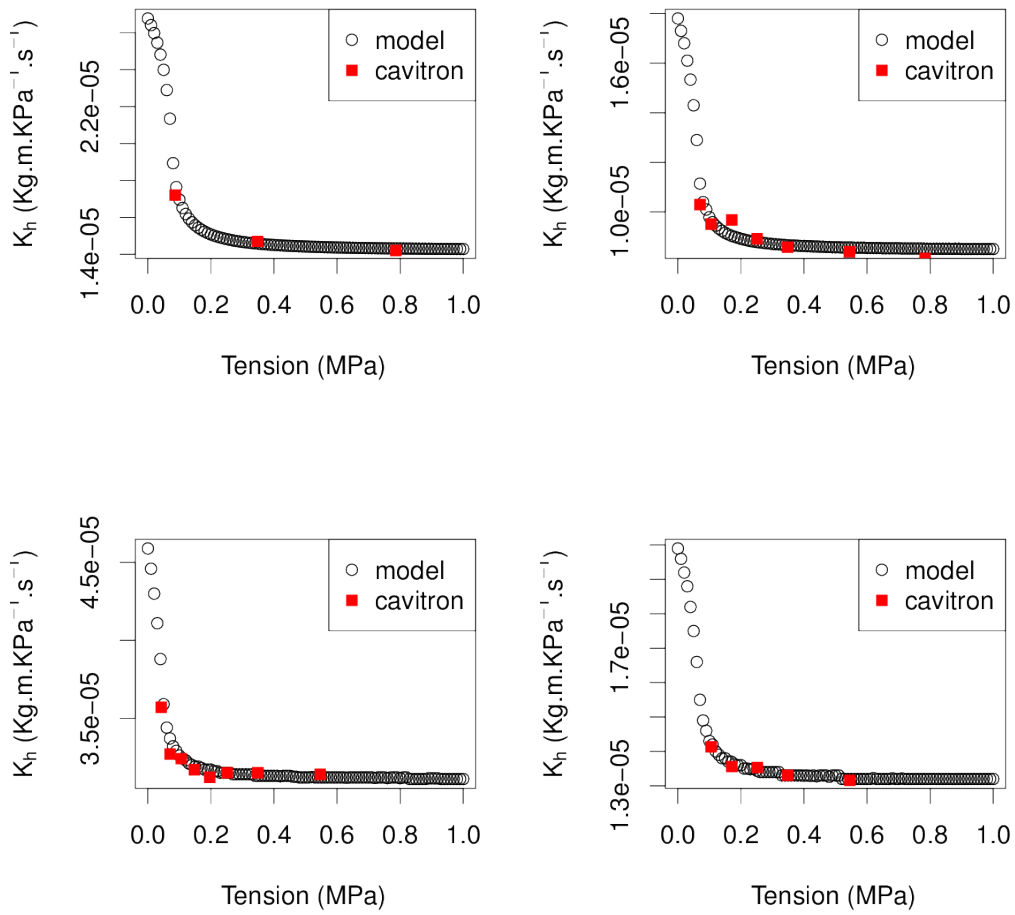 model
cavitron
K_h (Kg.m.KPa⁻¹.s⁻¹)
1.4e−05 2.2e−05
0.0 0.2 0.4 0.6 0.8 1.0
Tension (MPa)
model
cavitron
K_h (Kg.m.KPa⁻¹.s⁻¹)
1.0e−05 1.6e−05
0.0 0.2 0.4 0.6 0.8 1.0
Tension (MPa)
model
cavitron
K_h (Kg.m.KPa⁻¹.s⁻¹)
3.5e−05 4.5e−05
0.0 0.2 0.4 0.6 0.8 1.0
Tension (MPa)
model
cavitron
K_h (Kg.m.KPa⁻¹.s⁻¹)
1.3e−05 1.7e−05
0.0 0.2 0.4 0.6 0.8 1.0
Tension (MPa)